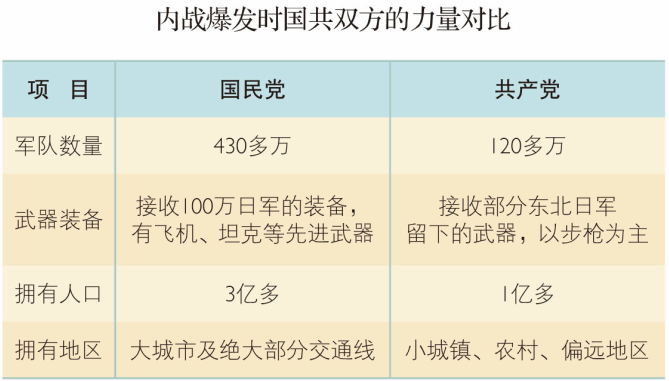 内战爆发时国共双方的力量对比
项 目 国民党 共产党
军队数量 430多万 120多万
武器装备 接收100万日军的装备，有飞机、坦克等先进武器 接收部分东北日军留下的武器，以步枪为主
拥有人口 3亿多 1亿多
拥有地区 大城市及绝大部分交通线 小城镇、农村、偏远地区